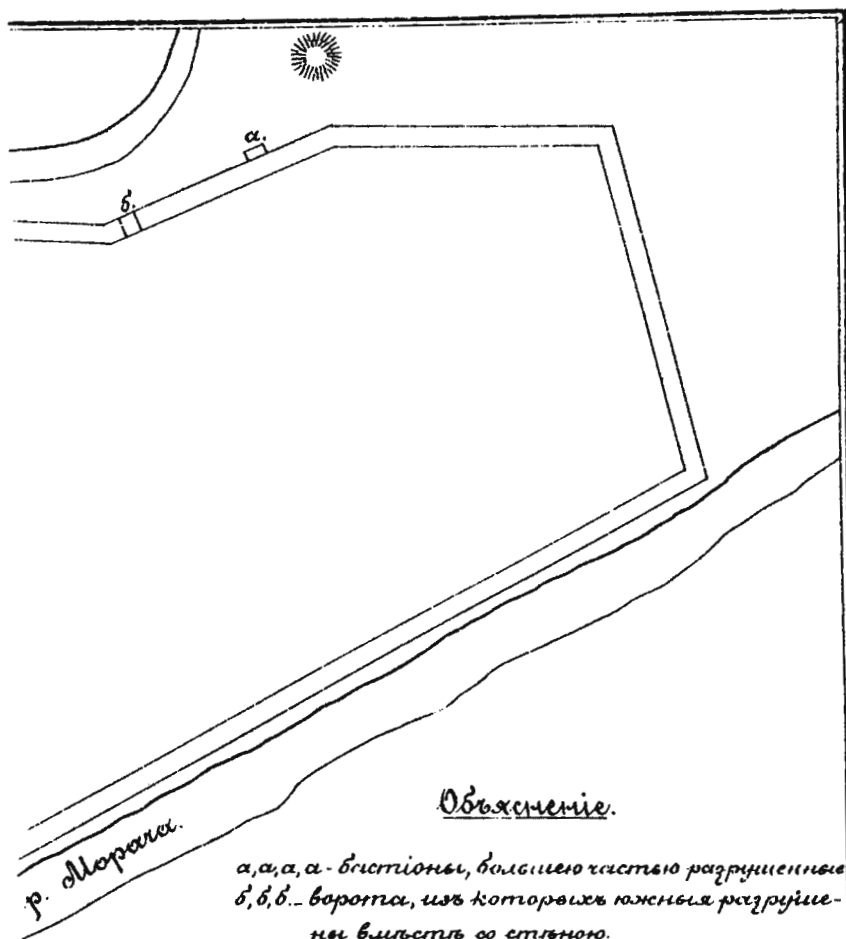 а.
б.
р. Морача.
Объясненіе.
а,а,а,а - бастіоны, большею частью разрушенные
б,б,б.- ворота, изъ которыхъ южныя разруше-
ны вмѣстѣ со стѣною.